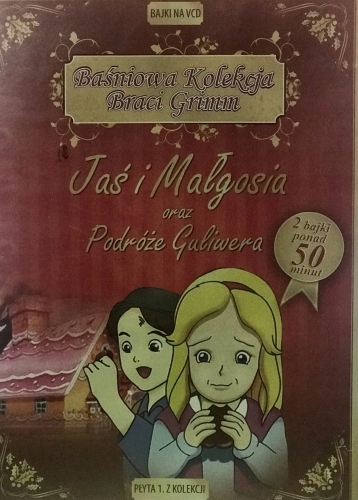 BAJKI NA VCD
Baśniowa Kolekcja
Braci Grimm
Jaś i Małgosia
oraz
Podróże Guliwera
2 bajki
ponad
50
minut
PŁYTA 1. Z KOLEKCJI